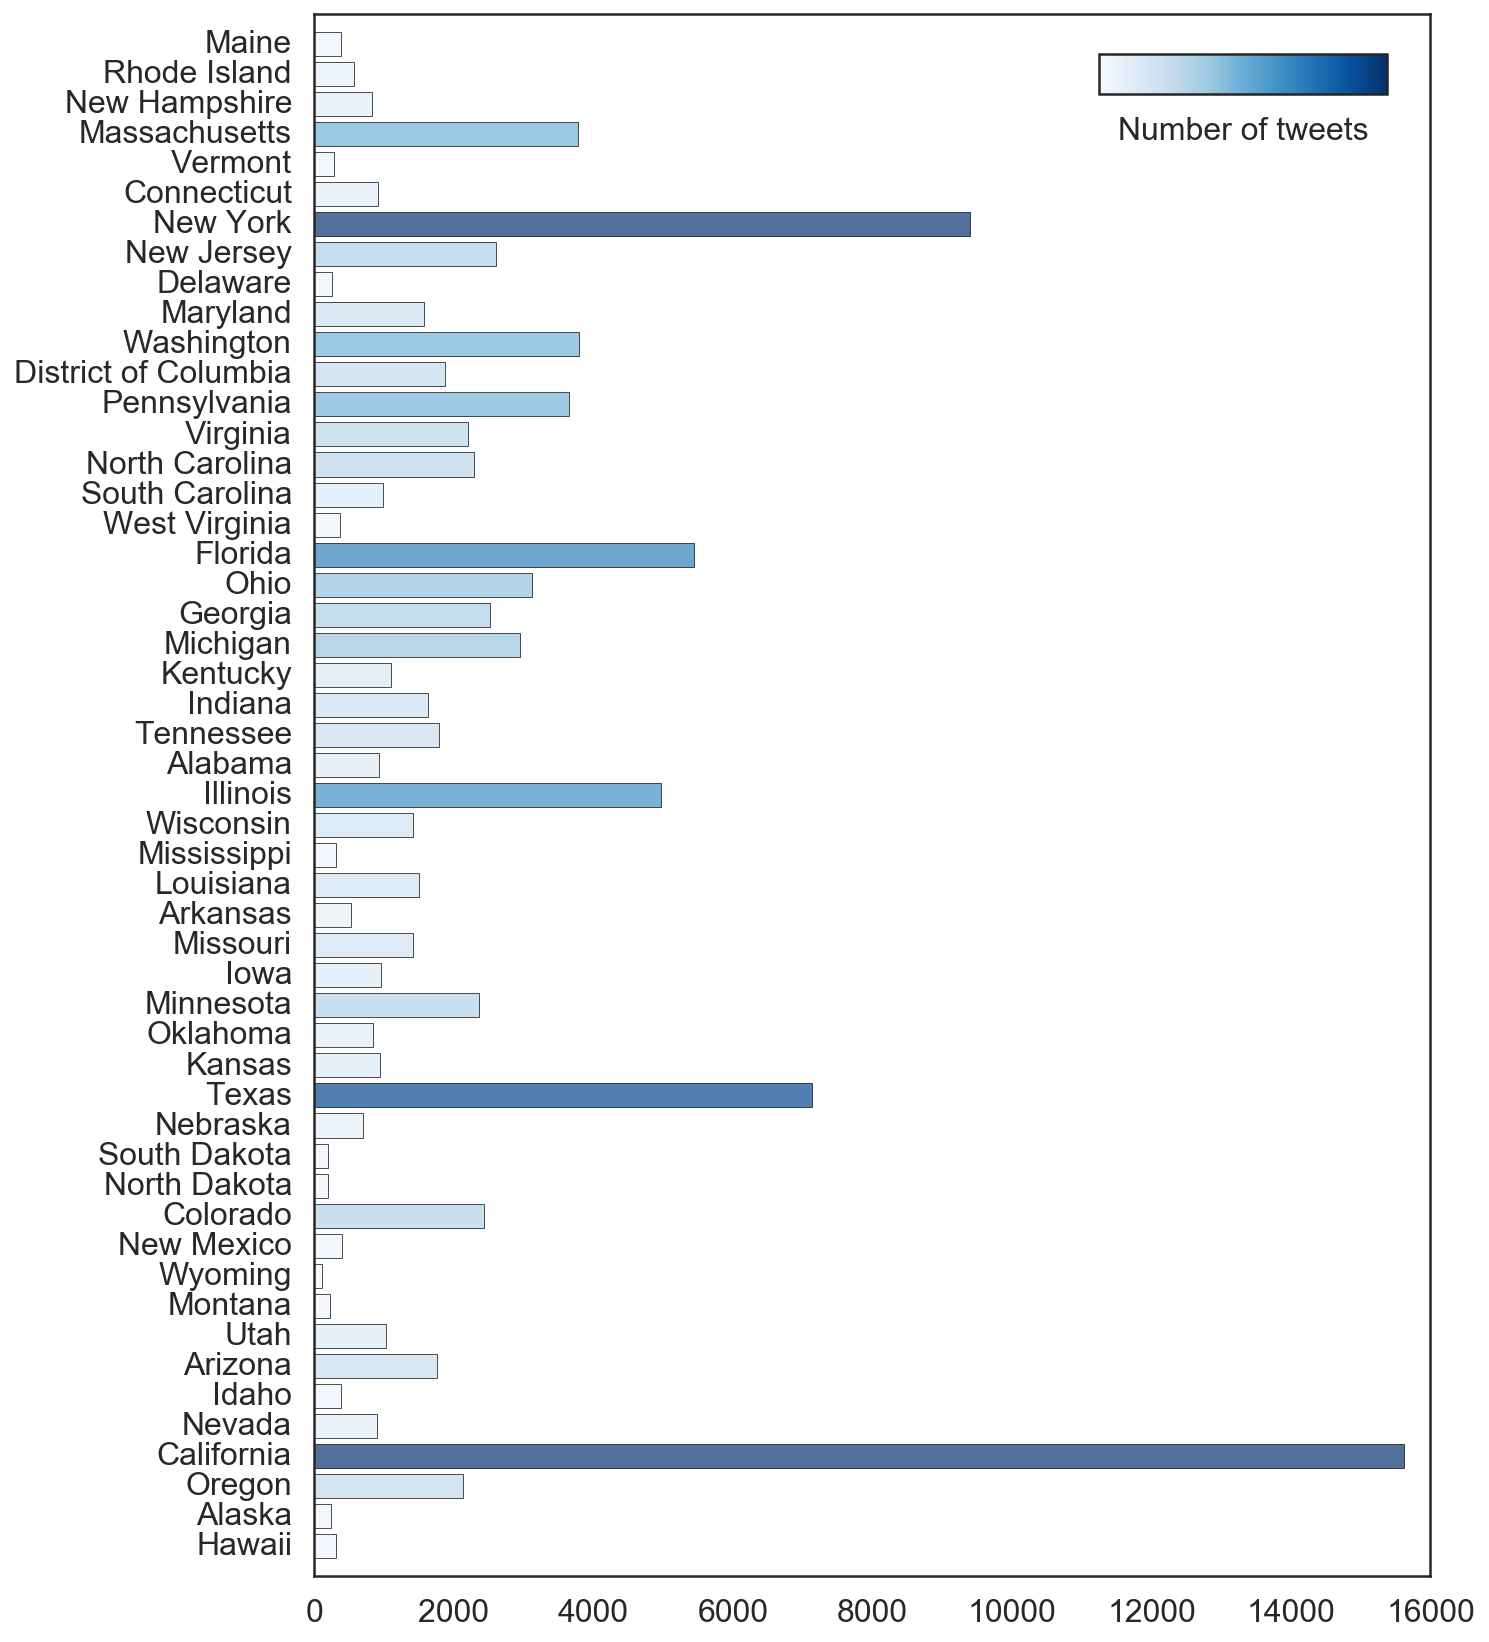 Maine
Rhode Island
New Hampshire
Massachusetts
Vermont
Connecticut
New York
New Jersey
Delaware
Maryland
Washington
District of Columbia
Pennsylvania
Virginia
North Carolina
South Carolina
West Virginia
Florida
Ohio
Georgia
Michigan
Kentucky
Indiana
Tennessee
Alabama
Illinois
Wisconsin
Mississippi
Louisiana
Arkansas
Missouri
Iowa
Minnesota
Oklahoma
Kansas
Texas
Nebraska
South Dakota
North Dakota
Colorado
New Mexico
Wyoming
Montana
Utah
Arizona
Idaho
Nevada
California
Oregon
Alaska
Hawaii
Number of tweets
0 2000 4000 6000 8000 10000 12000 14000 16000